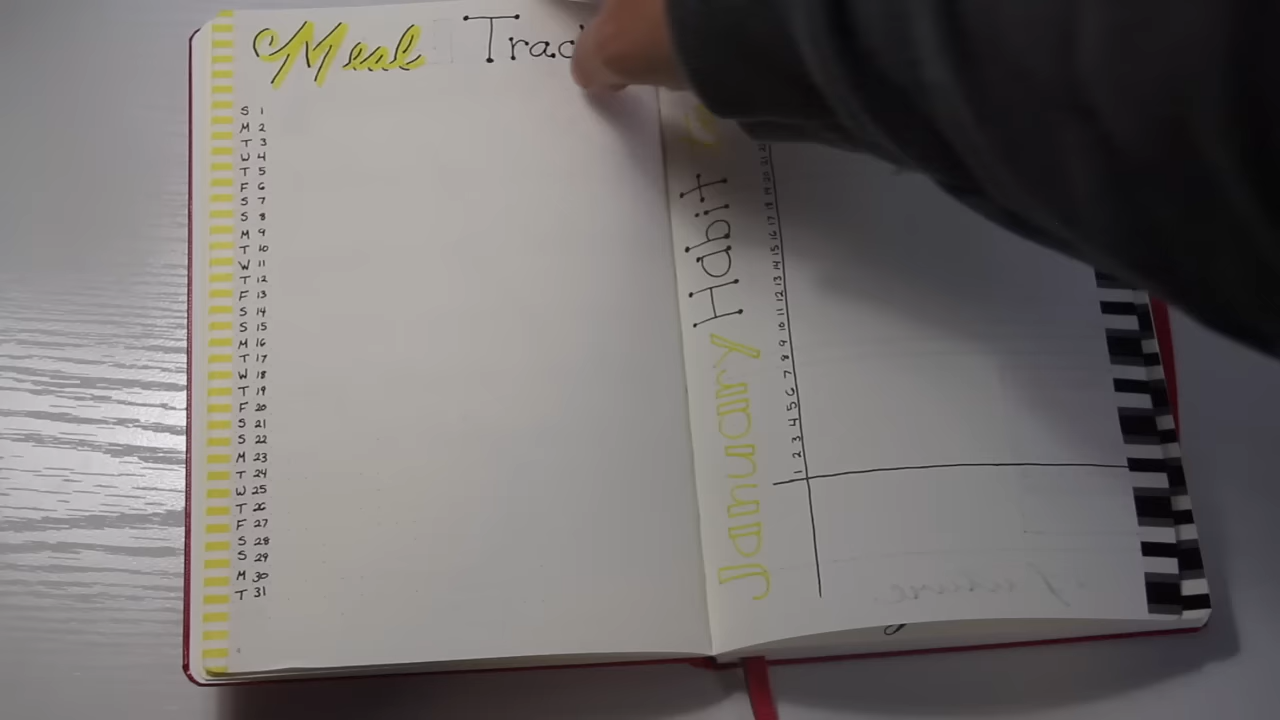 Meal Trac
S 1
M 2
T 3
W 4
T 5
F 6
S 7
S 8
M 9
T 10
W 11
T 12
F 13
S 14
S 15
M 16
T 17
W 18
T 19
F 20
S 21
S 22
M 23
T 24
W 25
T 26
F 27
S 28
S 29
M 30
T 31
January Habit
1 2 3 4 5 6 7 8 9 10 11 12 13 14 15 16 17 18 19 20 21 22